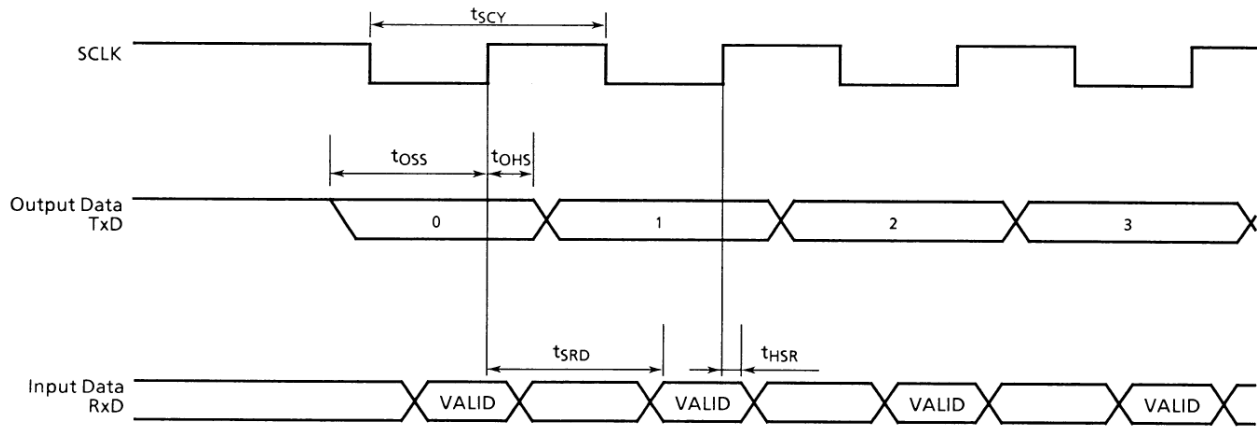 tSCY
SCLK
tOSS tOHS
Output Data
TxD
0 1 2 3
tSRD tHSR
Input Data
RxD
VALID VALID VALID VALID